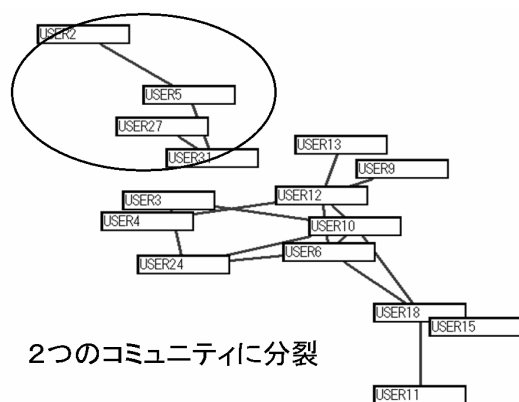 USER2
USER5
USER27
USER31
USER13
USER9
USER12
USER3
USER4
USER10
USER6
USER24
USER18
USER15
２つのコミュニティに分裂
USER11